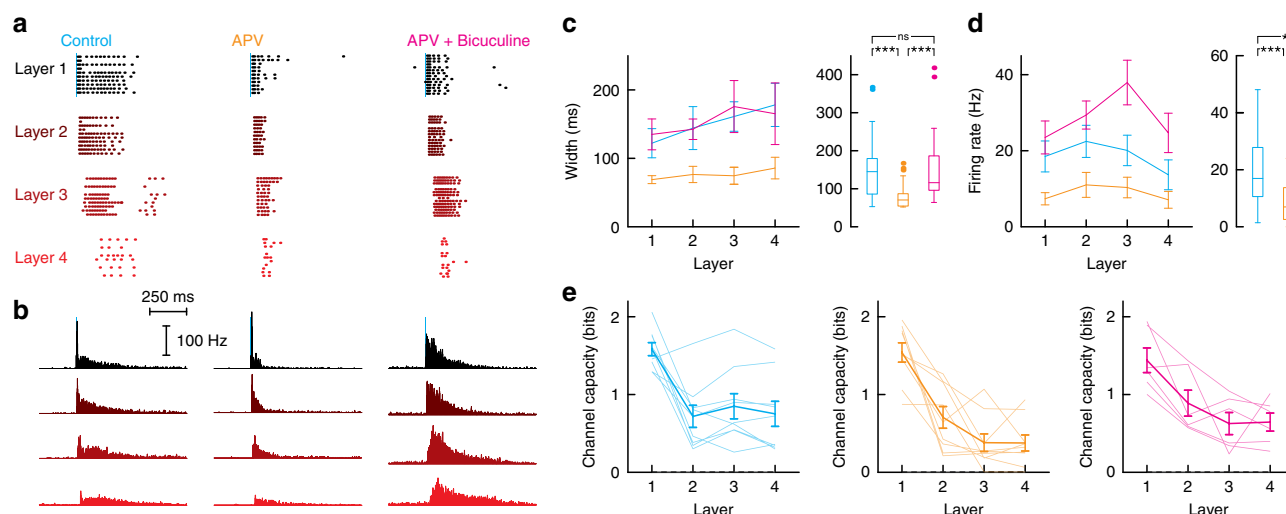 a
Control
APV
APV + Bicuculine
Layer 1
Layer 2
Layer 3
Layer 4
b
250 ms
100 Hz
c
Width (ms)
200
100
0
1 2 3 4
Layer
ns
*** ***
400
300
200
100
0
d
Firing rate (Hz)
40
20
0
1 2 3 4
Layer
*
***
60
40
20
0
e
Channel capacity (bits)
2
1
0
1 2 3 4
Layer
Channel capacity (bits)
2
1
0
1 2 3 4
Layer
Channel capacity (bits)
2
1
0
1 2 3 4
Layer